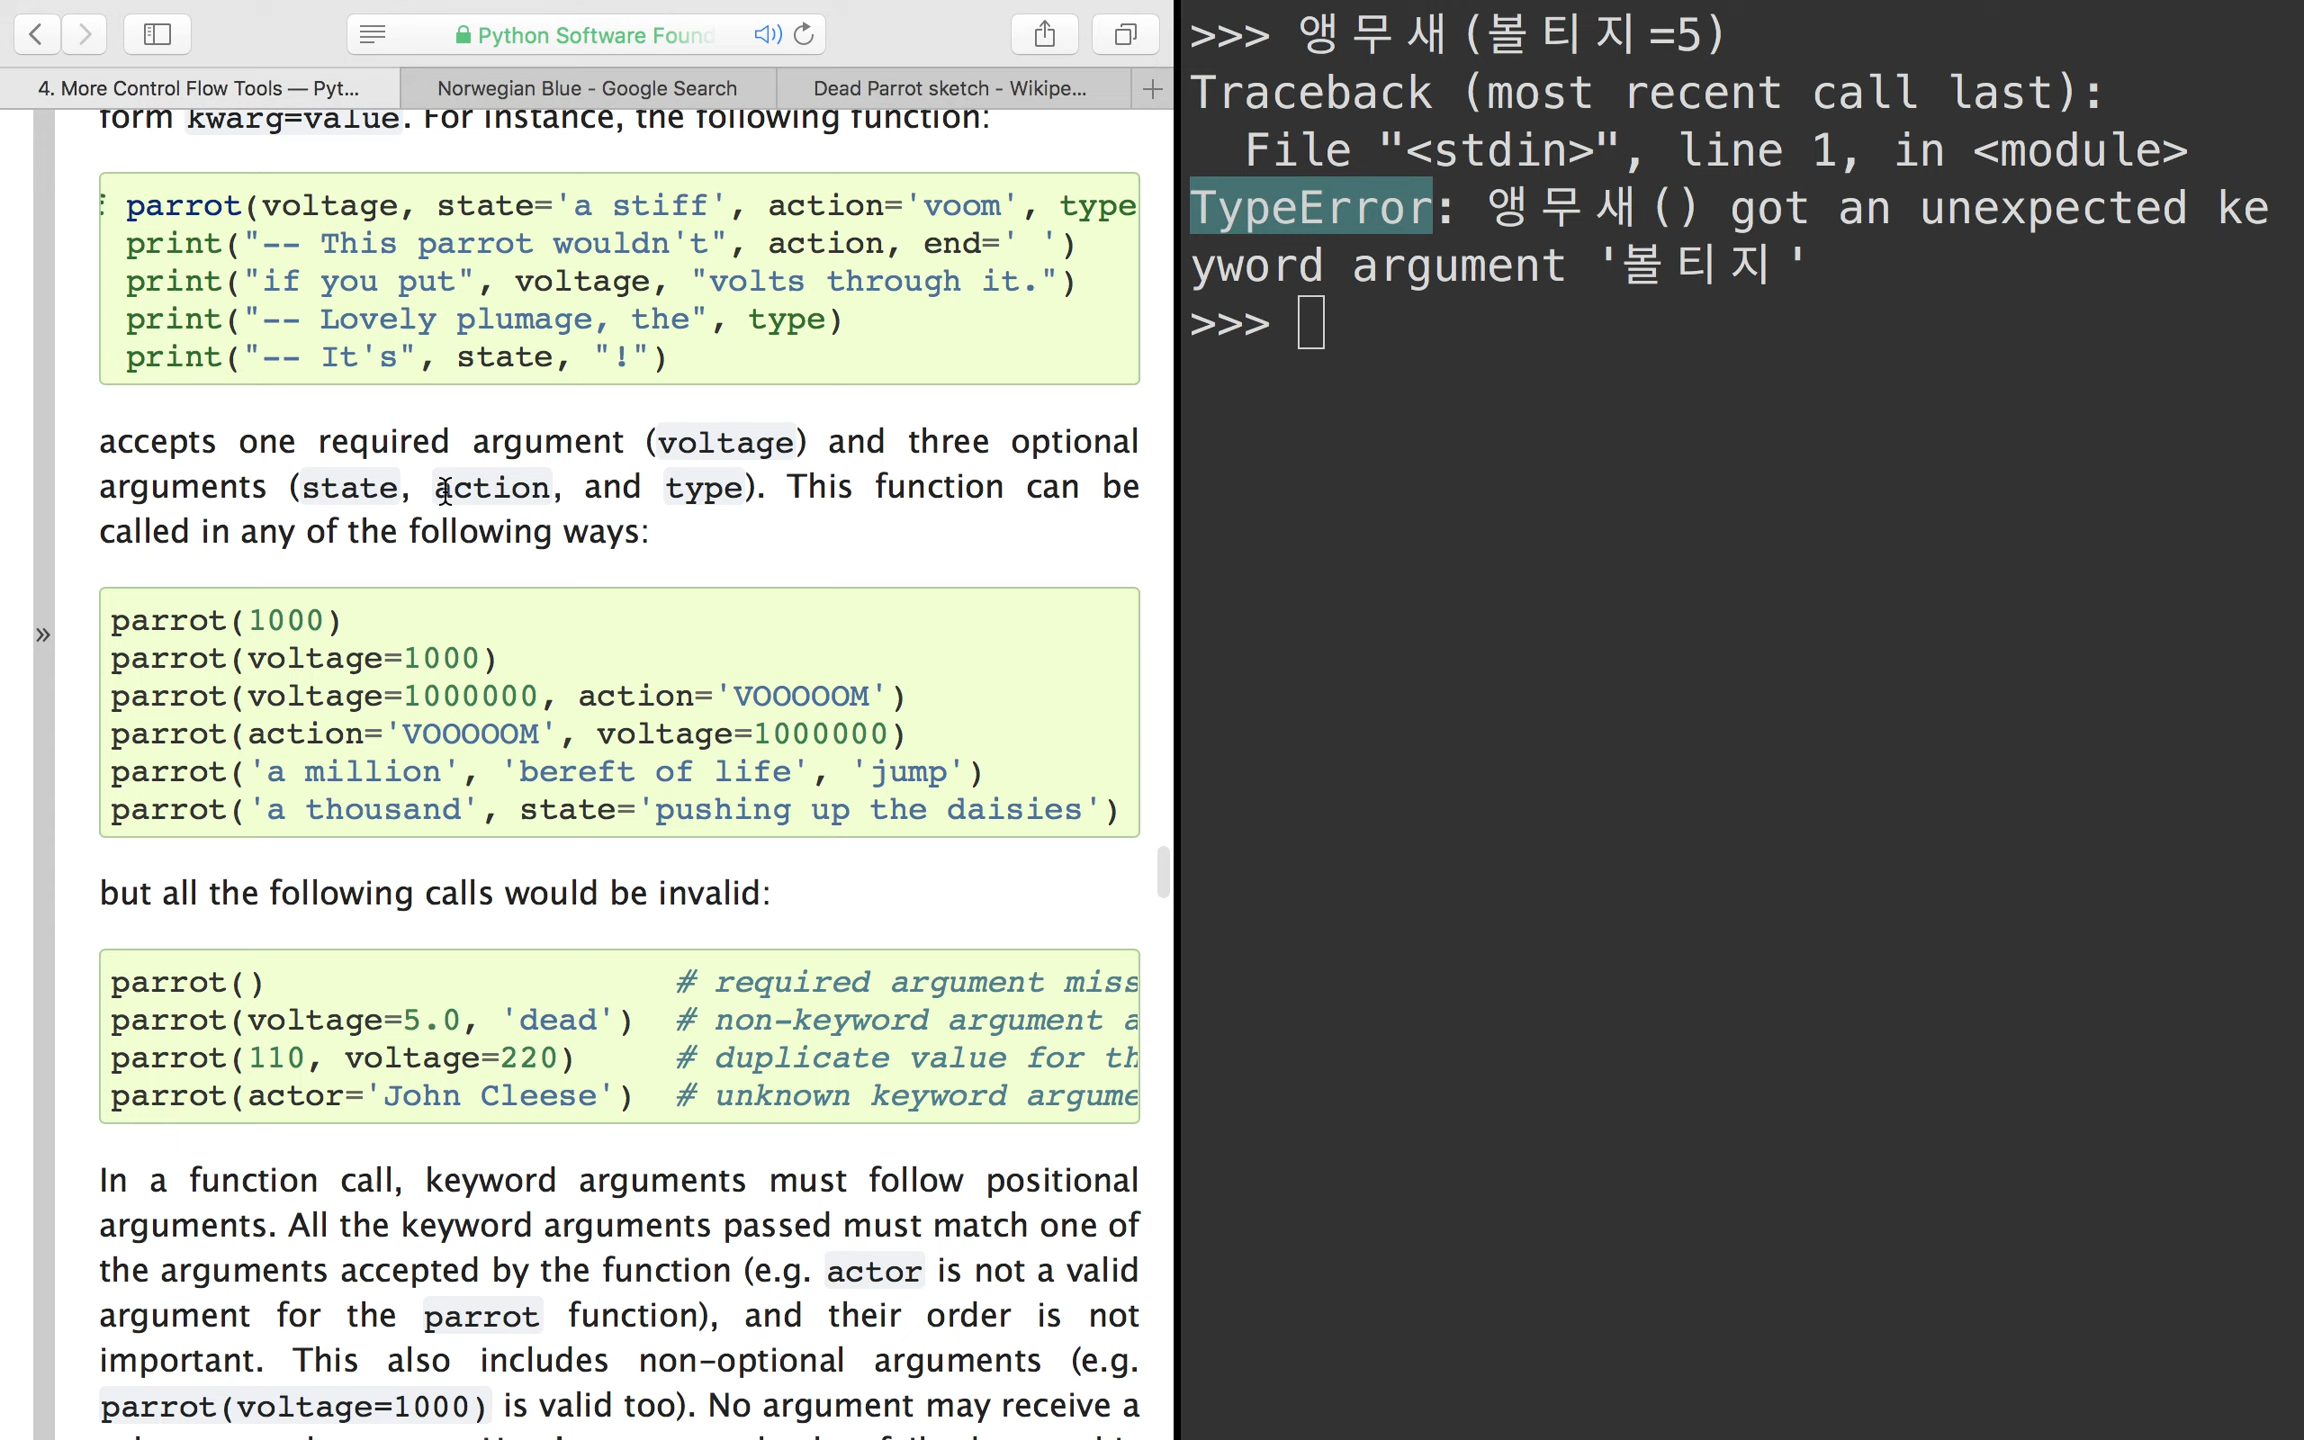 Python Software Found
4. More Control Flow Tools — Pyt...
Norwegian Blue - Google Search
Dead Parrot sketch - Wikipe...
form kwarg=value. For instance, the following function:
parrot(voltage, state='a stiff', action='voom', type
print("-- This parrot wouldn't", action, end=' ')
print("if you put", voltage, "volts through it.")
print("-- Lovely plumage, the", type)
print("-- It's", state, "!")
accepts one required argument (voltage) and three optional
arguments (state, action, and type). This function can be
called in any of the following ways:
parrot(1000)
parrot(voltage=1000)
parrot(voltage=1000000, action='VOOOOOM')
parrot(action='VOOOOOM', voltage=1000000)
parrot('a million', 'bereft of life', 'jump')
parrot('a thousand', state='pushing up the daisies')
but all the following calls would be invalid:
parrot() # required argument miss
parrot(voltage=5.0, 'dead') # non-keyword argument a
parrot(110, voltage=220) # duplicate value for th
parrot(actor='John Cleese') # unknown keyword argume
In a function call, keyword arguments must follow positional
arguments. All the keyword arguments passed must match one of
the arguments accepted by the function (e.g. actor is not a valid
argument for the parrot function), and their order is not
important. This also includes non-optional arguments (e.g.
parrot(voltage=1000) is valid too). No argument may receive a
>>> 앵무새(볼티지=5)
Traceback (most recent call last):
File "<stdin>", line 1, in <module>
TypeError: 앵무새() got an unexpected ke
yword argument '볼티지'
>>>